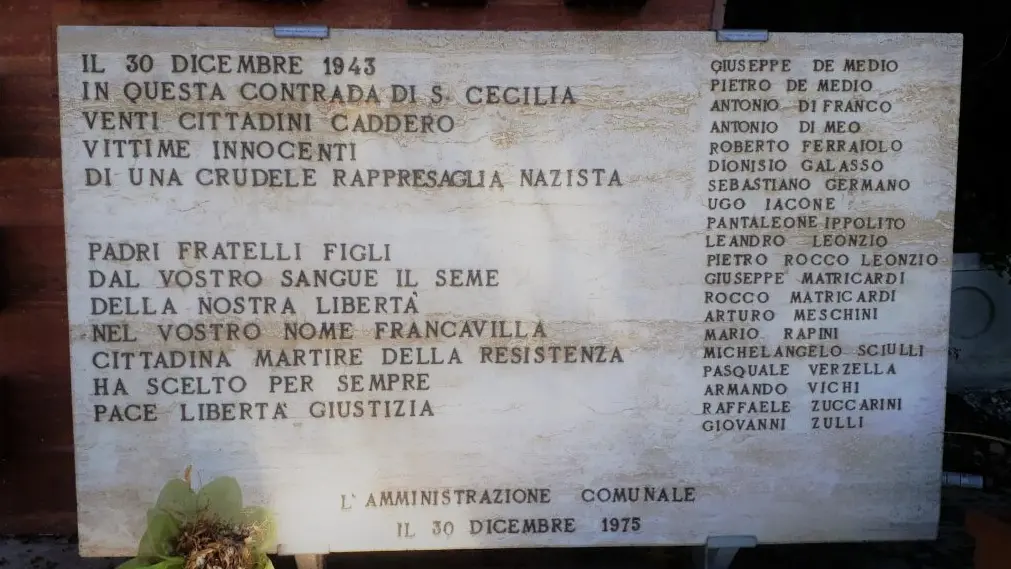 IL 30 DICEMBRE 1943
IN QUESTA CONTRADA DI S. CECILIA
VENTI CITTADINI CADDERO
VITTIME INNOCENTI
DI UNA CRUDELE RAPPRESAGLIA NAZISTA
PADRI FRATELLI FIGLI
DAL VOSTRO SANGUE IL SEME
DELLA NOSTRA LIBERTÀ
NEL VOSTRO NOME FRANCAVILLA
CITTADINA MARTIRE DELLA RESISTENZA
HA SCELTO PER SEMPRE
PACE LIBERTÀ GIUSTIZIA
GIUSEPPE DE MEDIO
PIETRO DE MEDIO
ANTONIO DI FRANCO
ANTONIO DI MEO
ROBERTO FERRAIOLO
DIONISIO GALASSO
SEBASTIANO GERMANO
UGO IACONE
PANTALEONE IPPOLITO
LEANDRO LEONZIO
PIETRO ROCCO LEONZIO
GIUSEPPE MATRICARDI
ROCCO MATRICARDI
ARTURO MESCHINI
MARIO RAPINI
MICHELANGELO SCIULLI
PASQUALE VERZELLA
ARMANDO VICHI
RAFFAELE ZUCCARINI
GIOVANNI ZULLI
L'AMMINISTRAZIONE COMUNALE
IL 30 DICEMBRE 1975